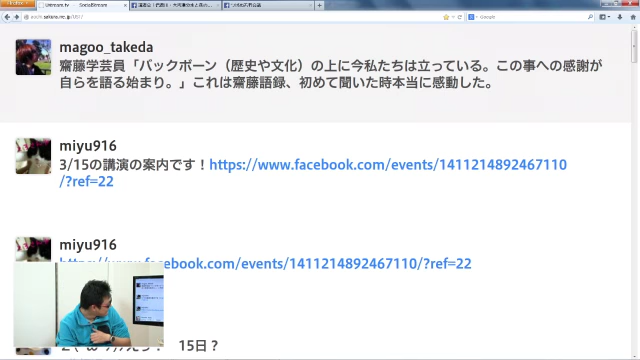 Ustream.tv
magoo_takeda
齋藤学芸員「バックボーン（歴史や文化）の上に今私たちは立っている。この事への感謝が
自らを語る始まり。」これは齋藤語録、初めて聞いた時本当に感動した。
miyu916
3/15の講演の案内です！https://www.facebook.com/events/1411214892467110
/?ref=22
miyu916
facebook.com/events/1411214892467110/?ref=22
15日？